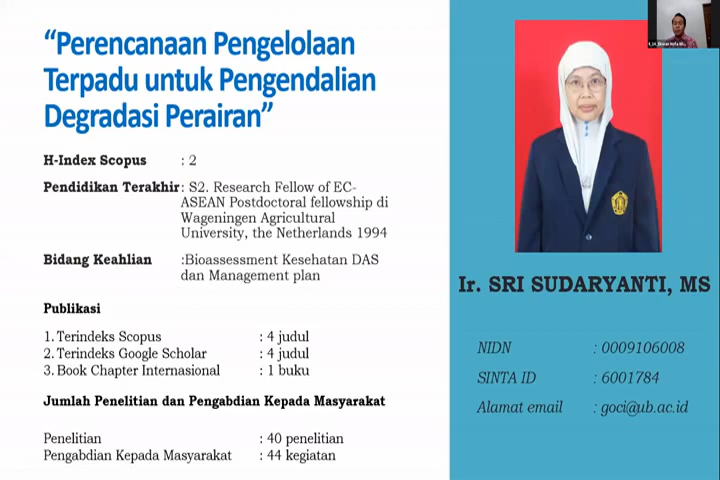 “Perencanaan Pengelolaan
Terpadu untuk Pengendalian
Degradasi Perairan”
H-Index Scopus : 2
Pendidikan Terakhir : S2. Research Fellow of EC-
ASEAN Postdoctoral fellowship di
Wageningen Agricultural
University, the Netherlands 1994
Bidang Keahlian :Bioassessment Kesehatan DAS
dan Management plan
Publikasi
1. Terindeks Scopus : 4 judul
2. Terindeks Google Scholar : 4 judul
3. Book Chapter Internasional : 1 buku
Jumlah Penelitian dan Pengabdian Kepada Masyarakat
Penelitian : 40 penelitian
Pengabdian Kepada Masyarakat : 44 kegiatan
Ir. SRI SUDARYANTI, MS
NIDN : 0009106008
SINTA ID : 6001784
Alamat email : goci@ub.ac.id